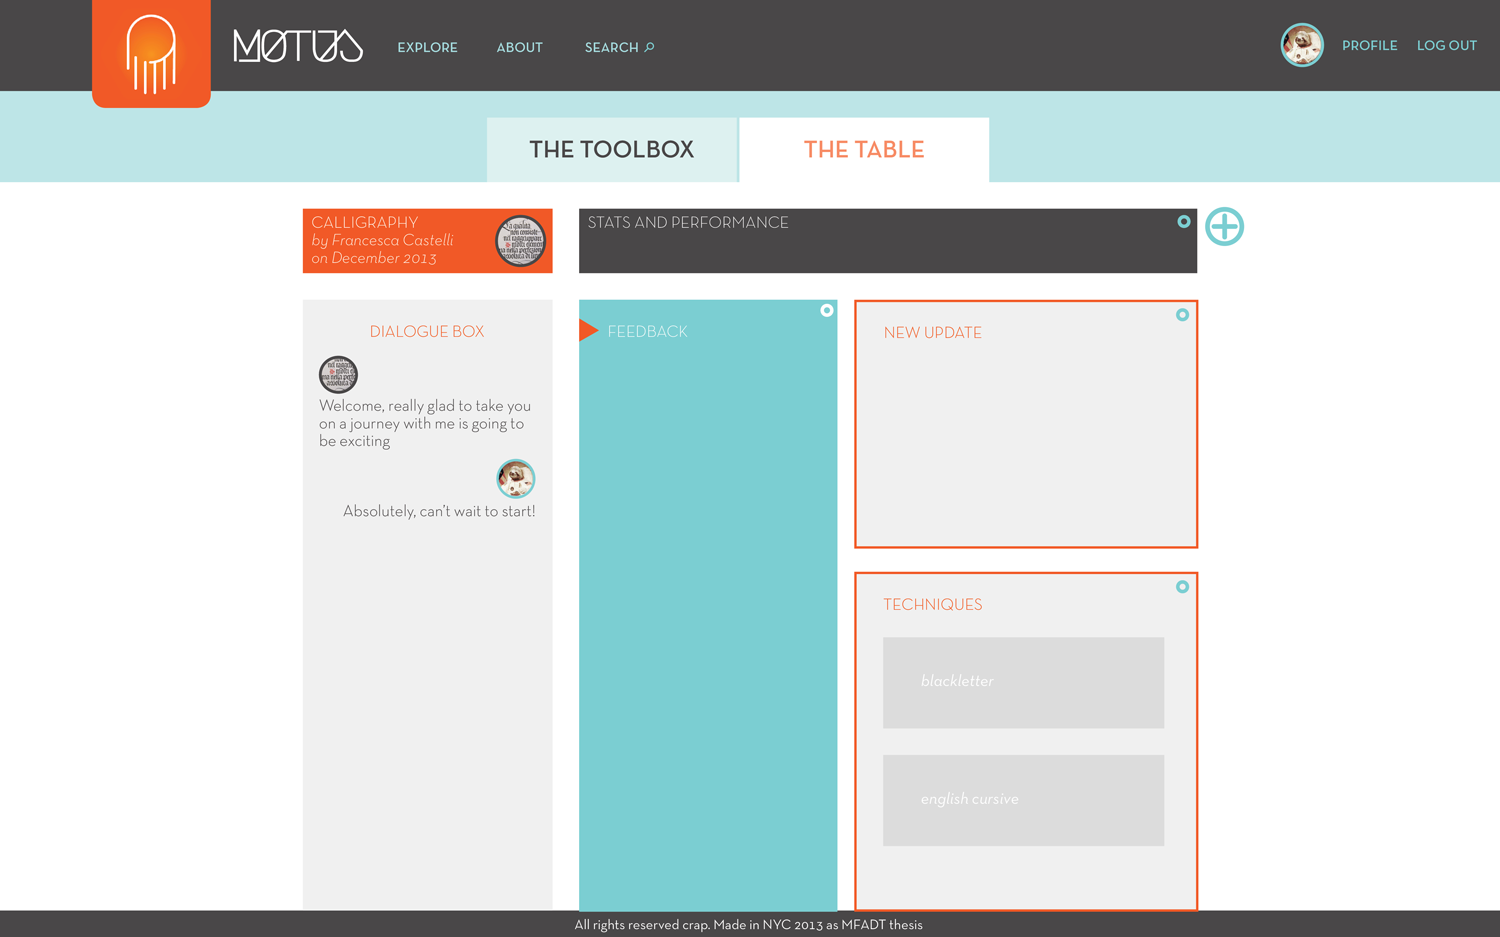 MOTUS
EXPLORE
ABOUT
SEARCH
PROFILE
LOG OUT
THE TOOLBOX
THE TABLE
CALLIGRAPHY
by Francesca Castelli
on December 2013
STATS AND PERFORMANCE
DIALOGUE BOX
Welcome, really glad to take you
on a journey with me is going to
be exciting
Absolutely, can't wait to start!
FEEDBACK
NEW UPDATE
TECHNIQUES
blackletter
english cursive
All rights reserved crap. Made in NYC 2013 as MFADT thesis